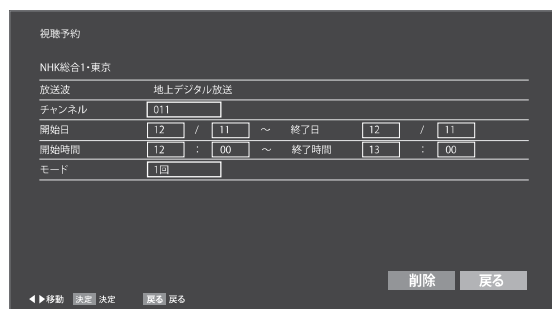 視聴予約
NHK総合1・東京
放送波 地上デジタル放送
チャンネル 011
開始日 12 / 11 ～ 終了日 12 / 11
開始時間 12 : 00 ～ 終了時間 13 : 00
モード 1回
削除 戻る
◀▶移動 決定 決定 戻る 戻る